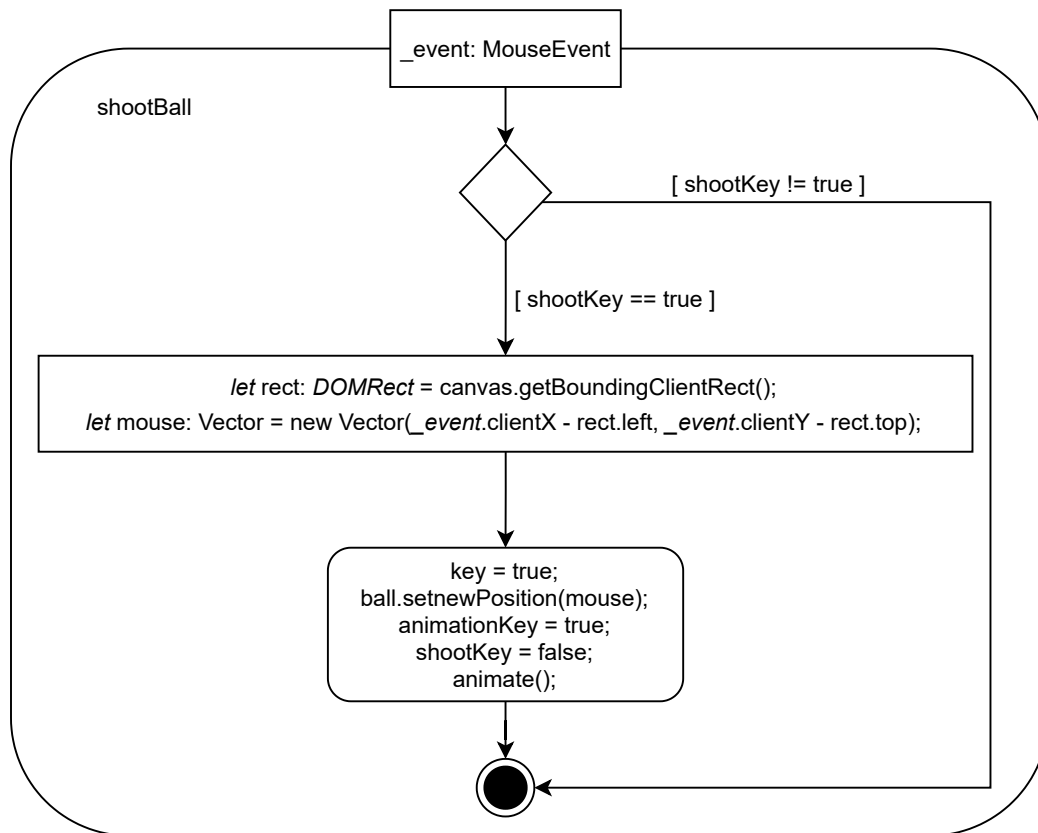 _event: MouseEvent
shootBall
[ shootKey != true ]
[ shootKey == true ]
let rect: DOMRect = canvas.getBoundingClientRect();
let mouse: Vector = new Vector(_event.clientX - rect.left, _event.clientY - rect.top);
key = true;
ball.setnewPosition(mouse);
animationKey = true;
shootKey = false;
animate();